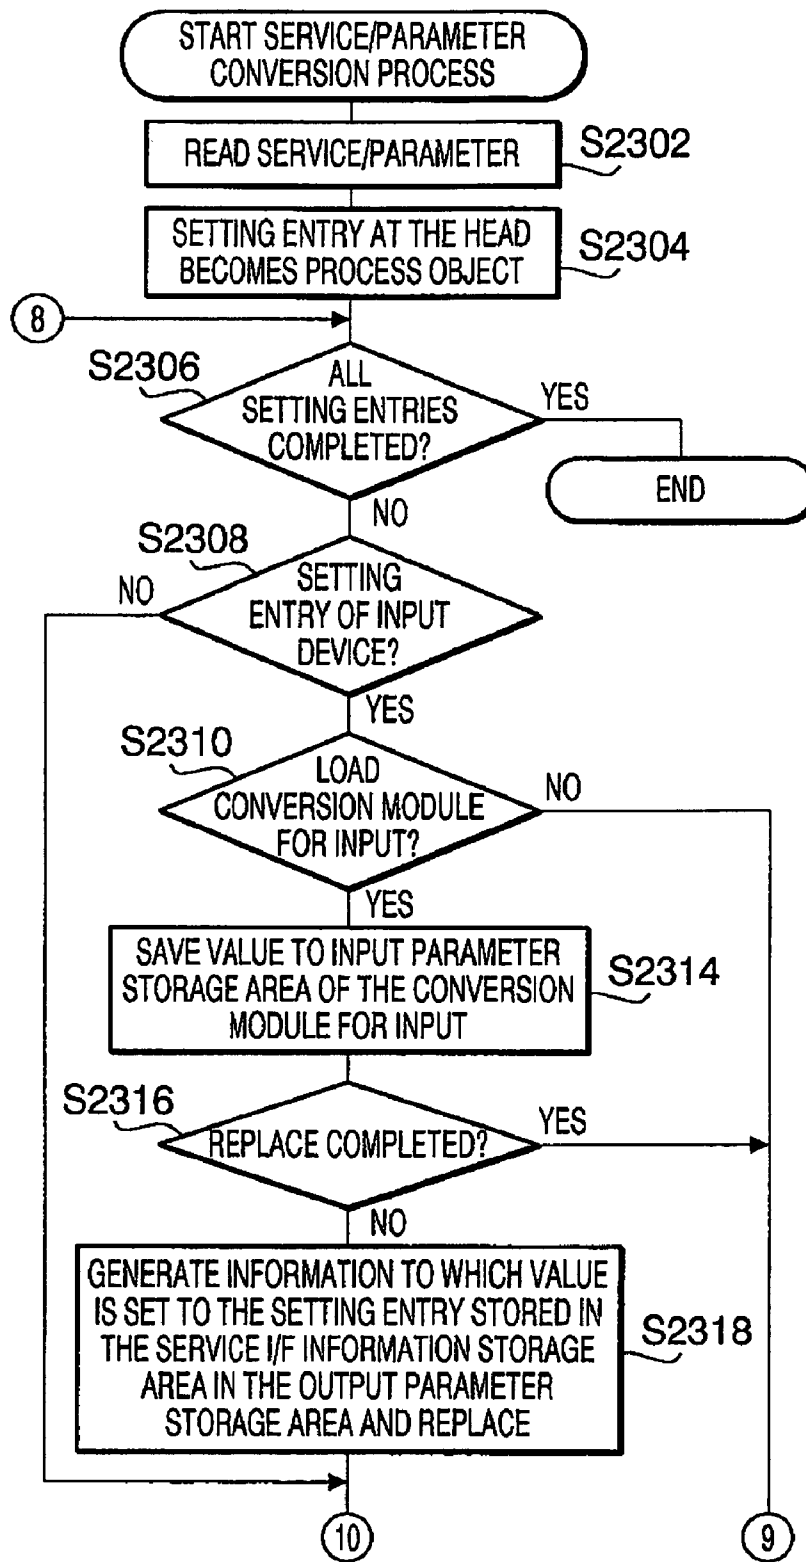 START SERVICE/PARAMETER
CONVERSION PROCESS
READ SERVICE/PARAMETER
S2302
SETTING ENTRY AT THE HEAD
BECOMES PROCESS OBJECT
S2304
8
S2306
ALL
SETTING ENTRIES
COMPLETED?
YES
END
NO
S2308
NO
SETTING
ENTRY OF INPUT
DEVICE?
YES
S2310
LOAD
CONVERSION MODULE
FOR INPUT?
NO
YES
SAVE VALUE TO INPUT PARAMETER
STORAGE AREA OF THE CONVERSION
MODULE FOR INPUT
S2314
S2316
REPLACE COMPLETED?
YES
NO
GENERATE INFORMATION TO WHICH VALUE
IS SET TO THE SETTING ENTRY STORED IN
THE SERVICE I/F INFORMATION STORAGE
AREA IN THE OUTPUT PARAMETER
STORAGE AREA AND REPLACE
S2318
10
9